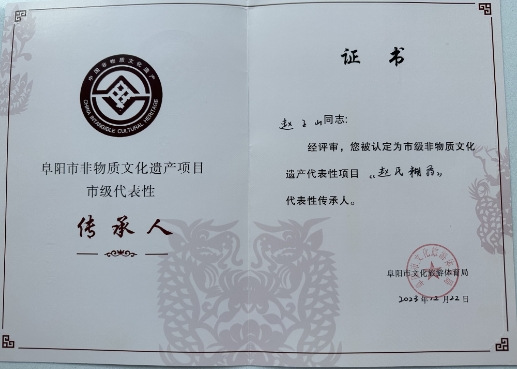 中国非物质文化遗产
CHINA INTANGIBLE CULTURAL HERITAGE
阜阳市非物质文化遗产项目
市级代表性
传承人
证书
赵子山同志：
经评审，您被认定为市级非物质文化
遗产代表性项目《赵氏糊药》
代表性传承人。
阜阳市文化旅游体育局
2023年12月22日